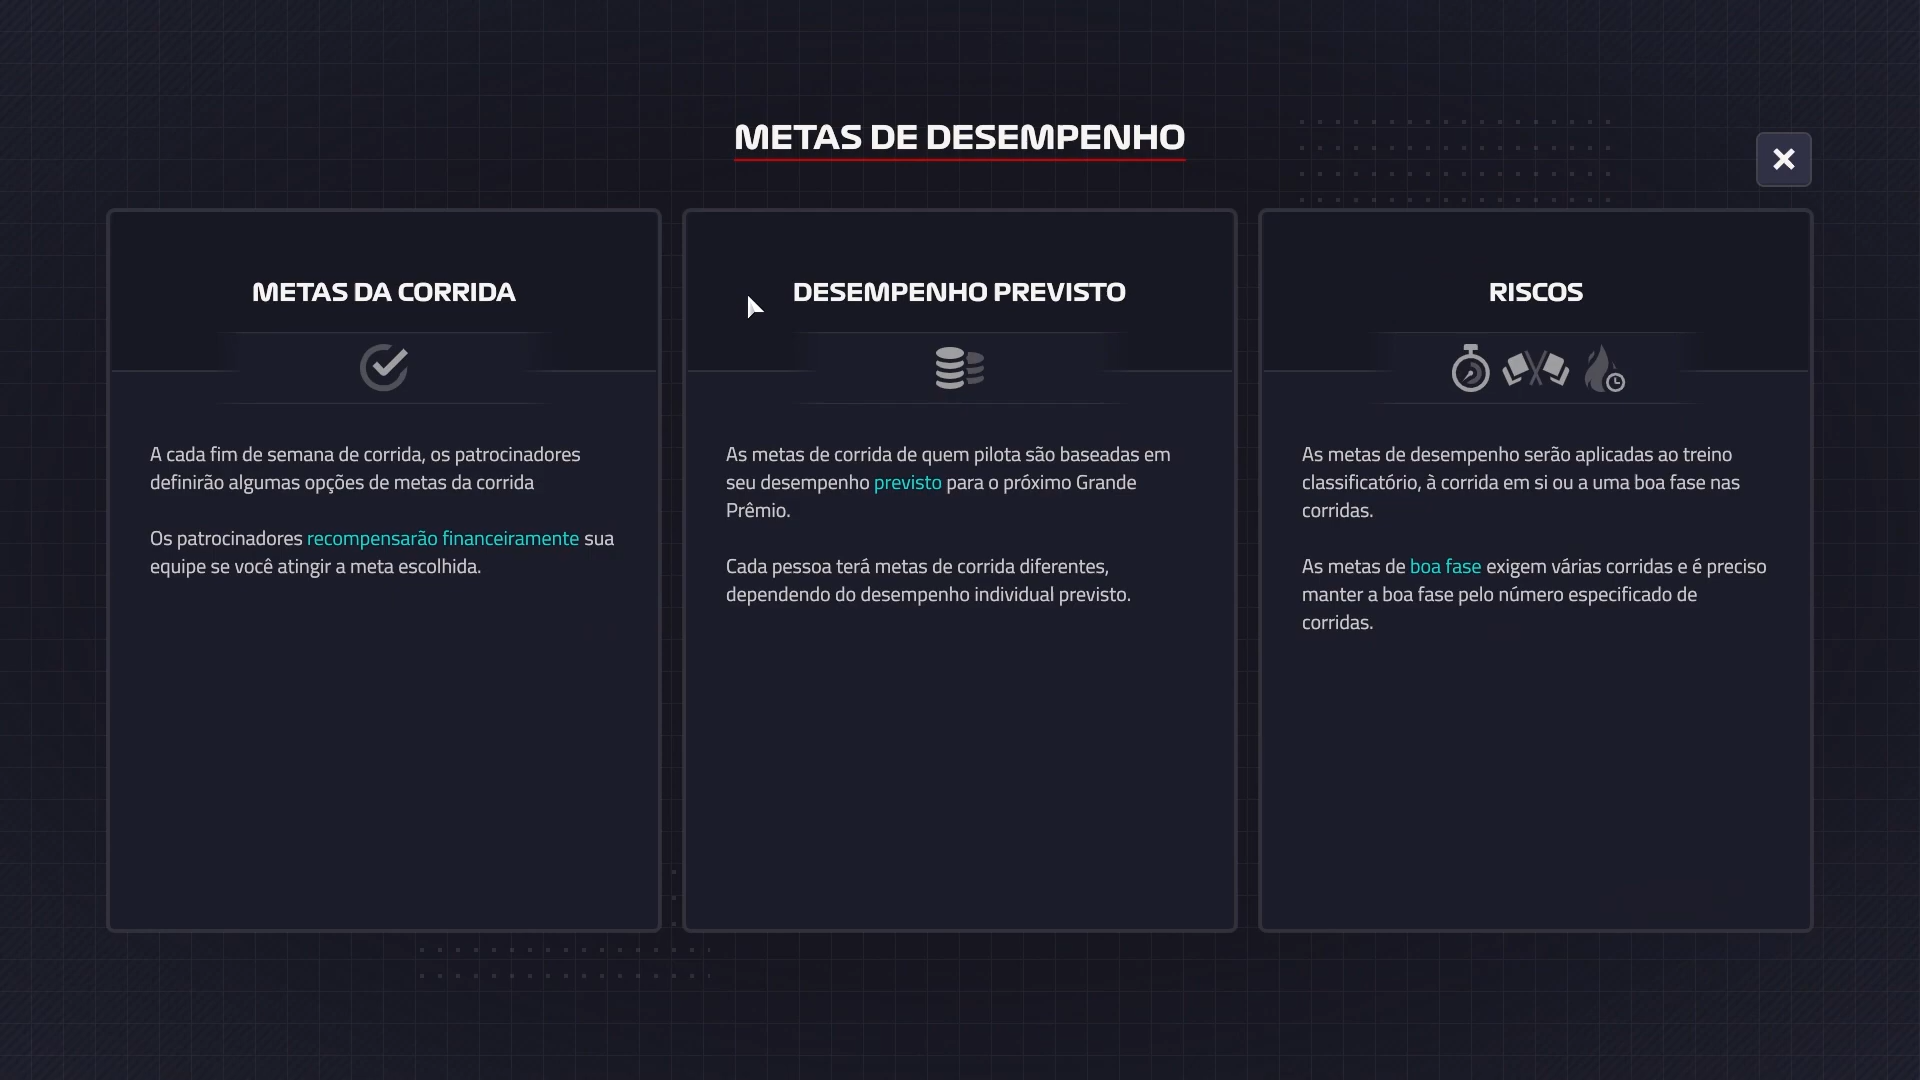 METAS DE DESEMPENHO
METAS DA CORRIDA
A cada fim de semana de corrida, os patrocinadores
definirão algumas opções de metas da corrida
Os patrocinadores recompensarão financeiramente sua
equipe se você atingir a meta escolhida.
DESEMPENHO PREVISTO
As metas de corrida de quem pilota são baseadas em
seu desempenho previsto para o próximo Grande
Prêmio.
Cada pessoa terá metas de corrida diferentes,
dependendo do desempenho individual previsto.
RISCOS
As metas de desempenho serão aplicadas ao treino
classificatório, à corrida em si ou a uma boa fase nas
corridas.
As metas de boa fase exigem várias corridas e é preciso
manter a boa fase pelo número especificado de
corridas.